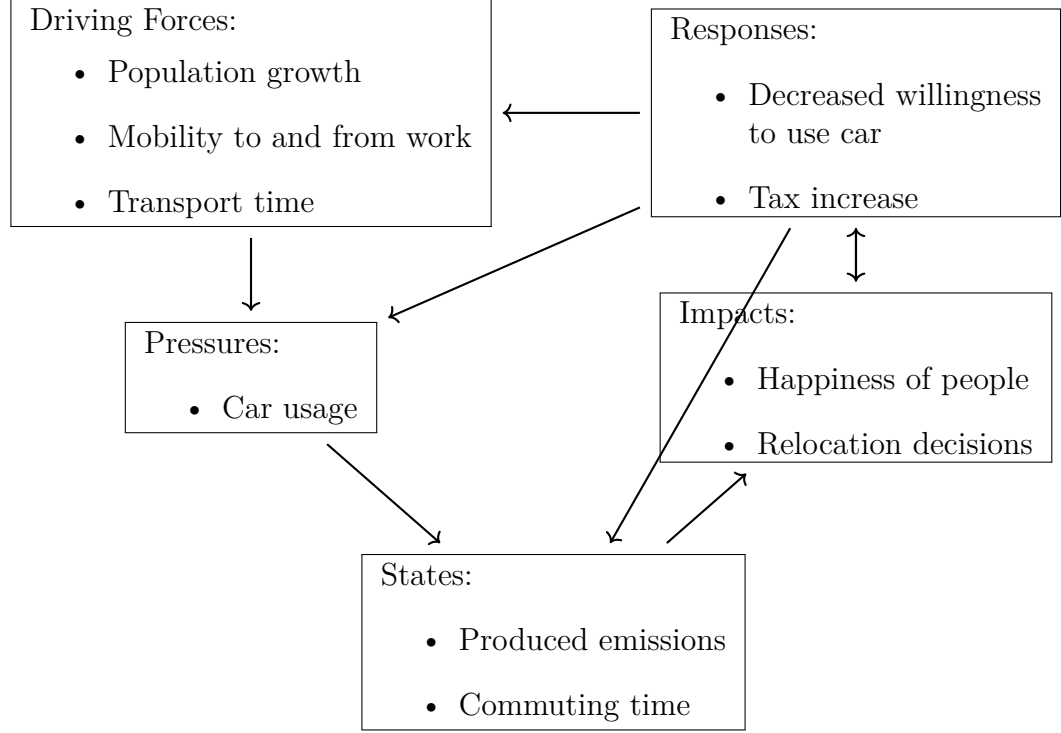 Driving Forces:
• Population growth
• Mobility to and from work
• Transport time
Responses:
• Decreased willingness
to use car
• Tax increase
Pressures:
• Car usage
Impacts:
• Happiness of people
• Relocation decisions
States:
• Produced emissions
• Commuting time